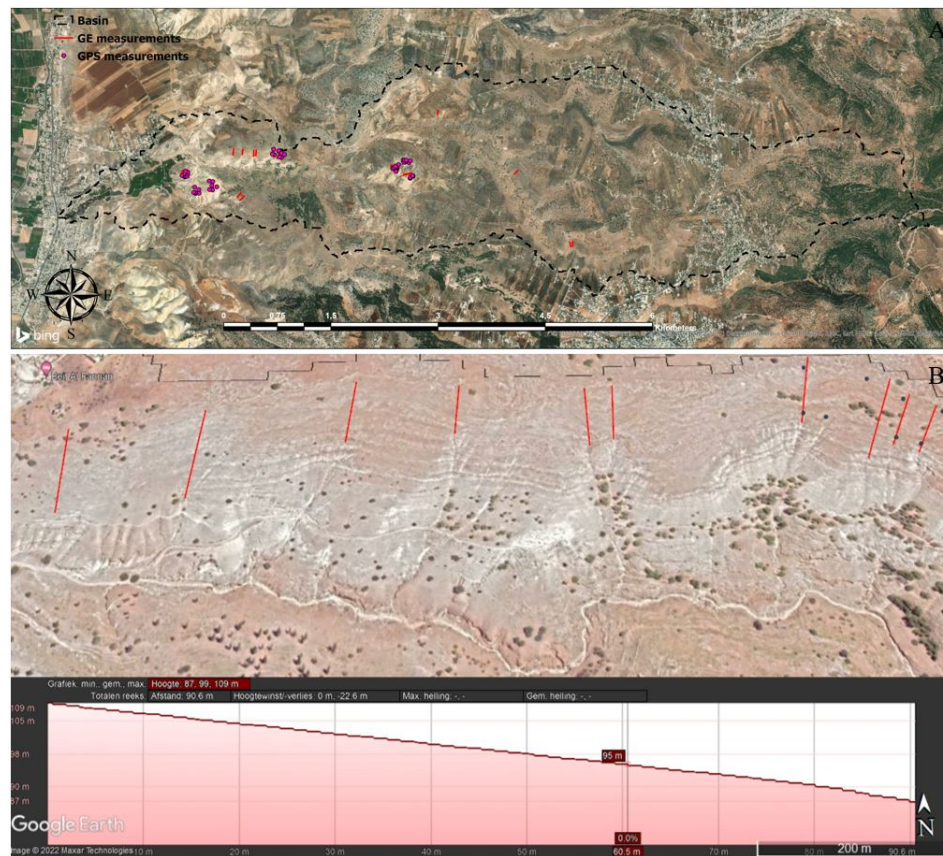 Basin
GE measurements
GPS measurements
A
N
W E
S
0 0.75 1.5 3 4.5 6
Kilometers
bing
B
Grafiek: min., gem., max. Hoogte: 87, 99, 109 m
Totalen reeks: Afstand: 90,6 m Hoogtewinst/-verlies: 0 m, -22.6 m Max. helling: -, - Gem. helling: -, -
109 m
105 m
98 m
90 m
87 m
95 m
0.0%
Google Earth
N
Image © 2022 Maxar Technologies
10 m 20 m 30 m 40 m 50 m 60.5 m 70 m 80 m 90.6 m
200 m